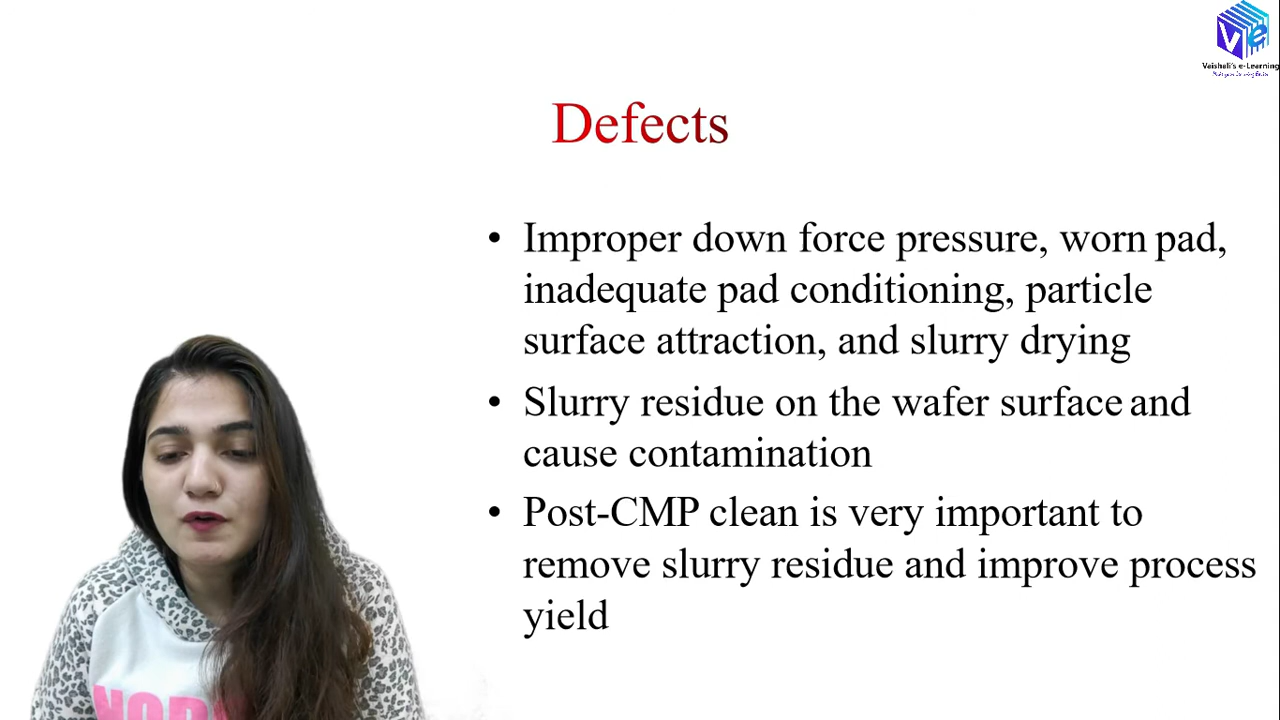 Vaishali's e-Learning
Defects
• Improper down force pressure, worn pad,
inadequate pad conditioning, particle
surface attraction, and slurry drying
• Slurry residue on the wafer surface and
cause contamination
• Post-CMP clean is very important to
remove slurry residue and improve process
yield